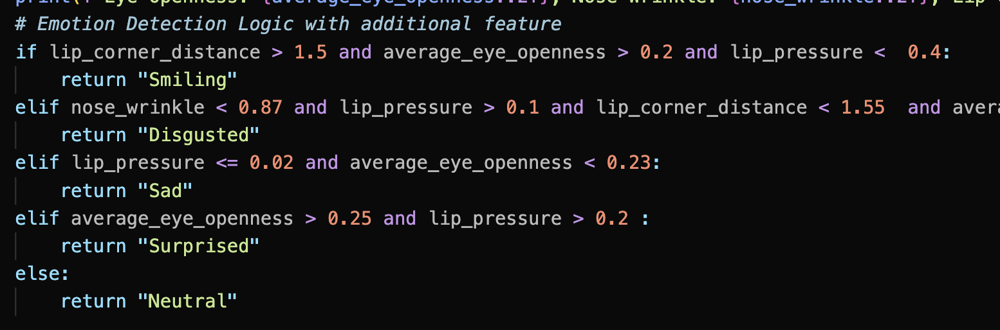 print(f"Eye openness: {average_eye_openness:.2f}, Nose wrinkle: {nose_wrinkle:.2f}, Lip
# Emotion Detection Logic with additional feature
if lip_corner_distance > 1.5 and average_eye_openness > 0.2 and lip_pressure <  0.4:
    return "Smiling"
elif nose_wrinkle < 0.87 and lip_pressure > 0.1 and lip_corner_distance < 1.55  and
    return "Disgusted"
elif lip_pressure <= 0.02 and average_eye_openness < 0.23:
    return "Sad"
elif average_eye_openness > 0.25 and lip_pressure > 0.2 :
    return "Surprised"
else:
    return "Neutral"